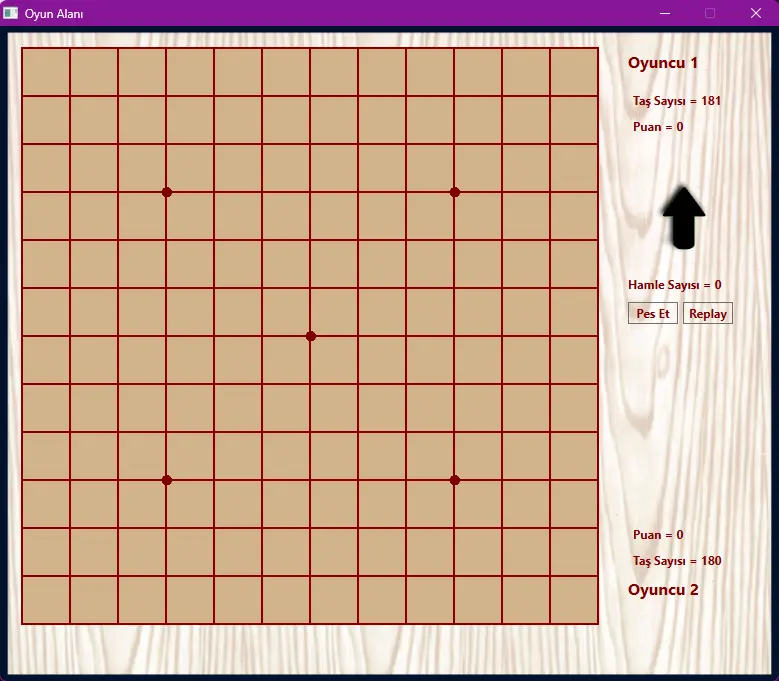 Oyun Alanı
Oyuncu 1
Taş Sayısı = 181
Puan = 0
Hamle Sayısı = 0
Pes Et Replay
Puan = 0
Taş Sayısı = 180
Oyuncu 2